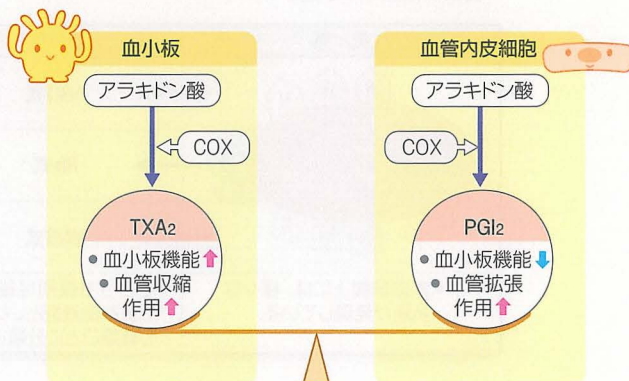 血小板
アラキドン酸
COX
TXA2
● 血小板機能⬆
● 血管収縮
作用⬆
血管内皮細胞
アラキドン酸
COX
PGI2
● 血小板機能⬇
● 血管拡張
作用⬆